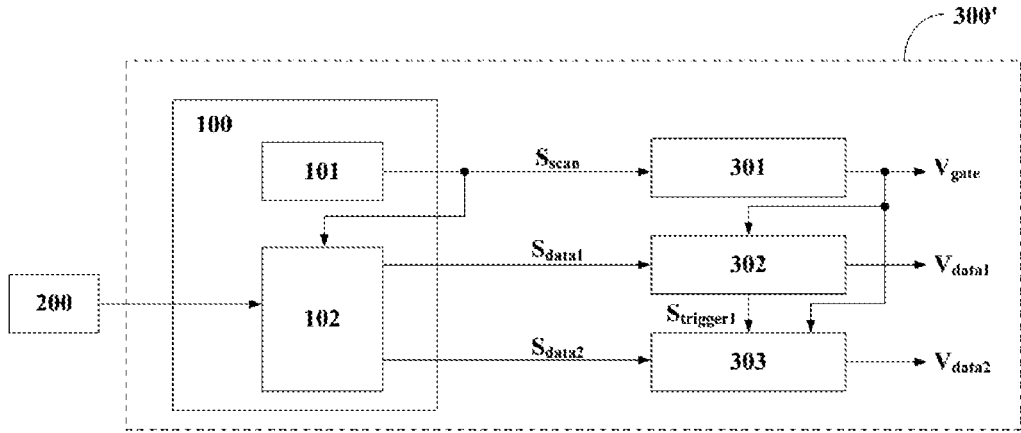 300'
100
101
S_scan
301
V_gate
S_data1
302
V_data1
200
102
S_trigger1
S_data2
303
V_data2